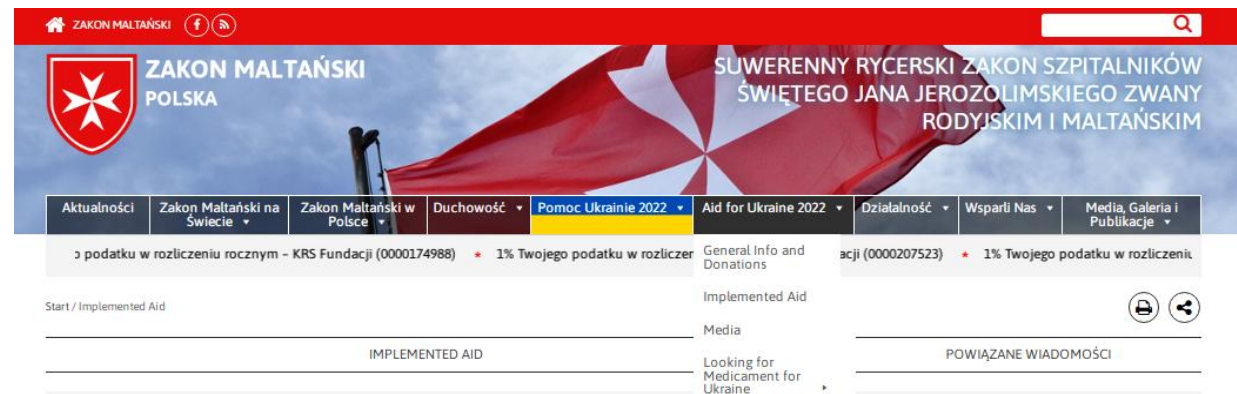 ZAKON MALTAŃSKI
ZAKON MALTAŃSKI
POLSKA
SUWERENNY RYCERSKI ZAKON SZPITALNIKÓW
ŚWIĘTEGO JANA JEROZOLIMSKIEGO ZWANY
RODYJSKIM I MALTAŃSKIM
Aktualności
Zakon Maltański na
Świecie
Zakon Maltański w
Polsce
Duchowość
Pomoc Ukrainie 2022
Aid for Ukraine 2022
Działalność
Wsparli Nas
Media, Galeria i
Publikacje
o podatku w rozliczeniu rocznym – KRS Fundacji (0000174988) * 1% Twojego podatku w rozliczen
acji (0000207523) * 1% Twojego podatku w rozliczeniu
General Info and
Donations
Implemented Aid
Media
Looking for
Medicament for
Ukraine
Start / Implemented Aid
IMPLEMENTED AID
POWIĄZANE WIADOMOŚCI